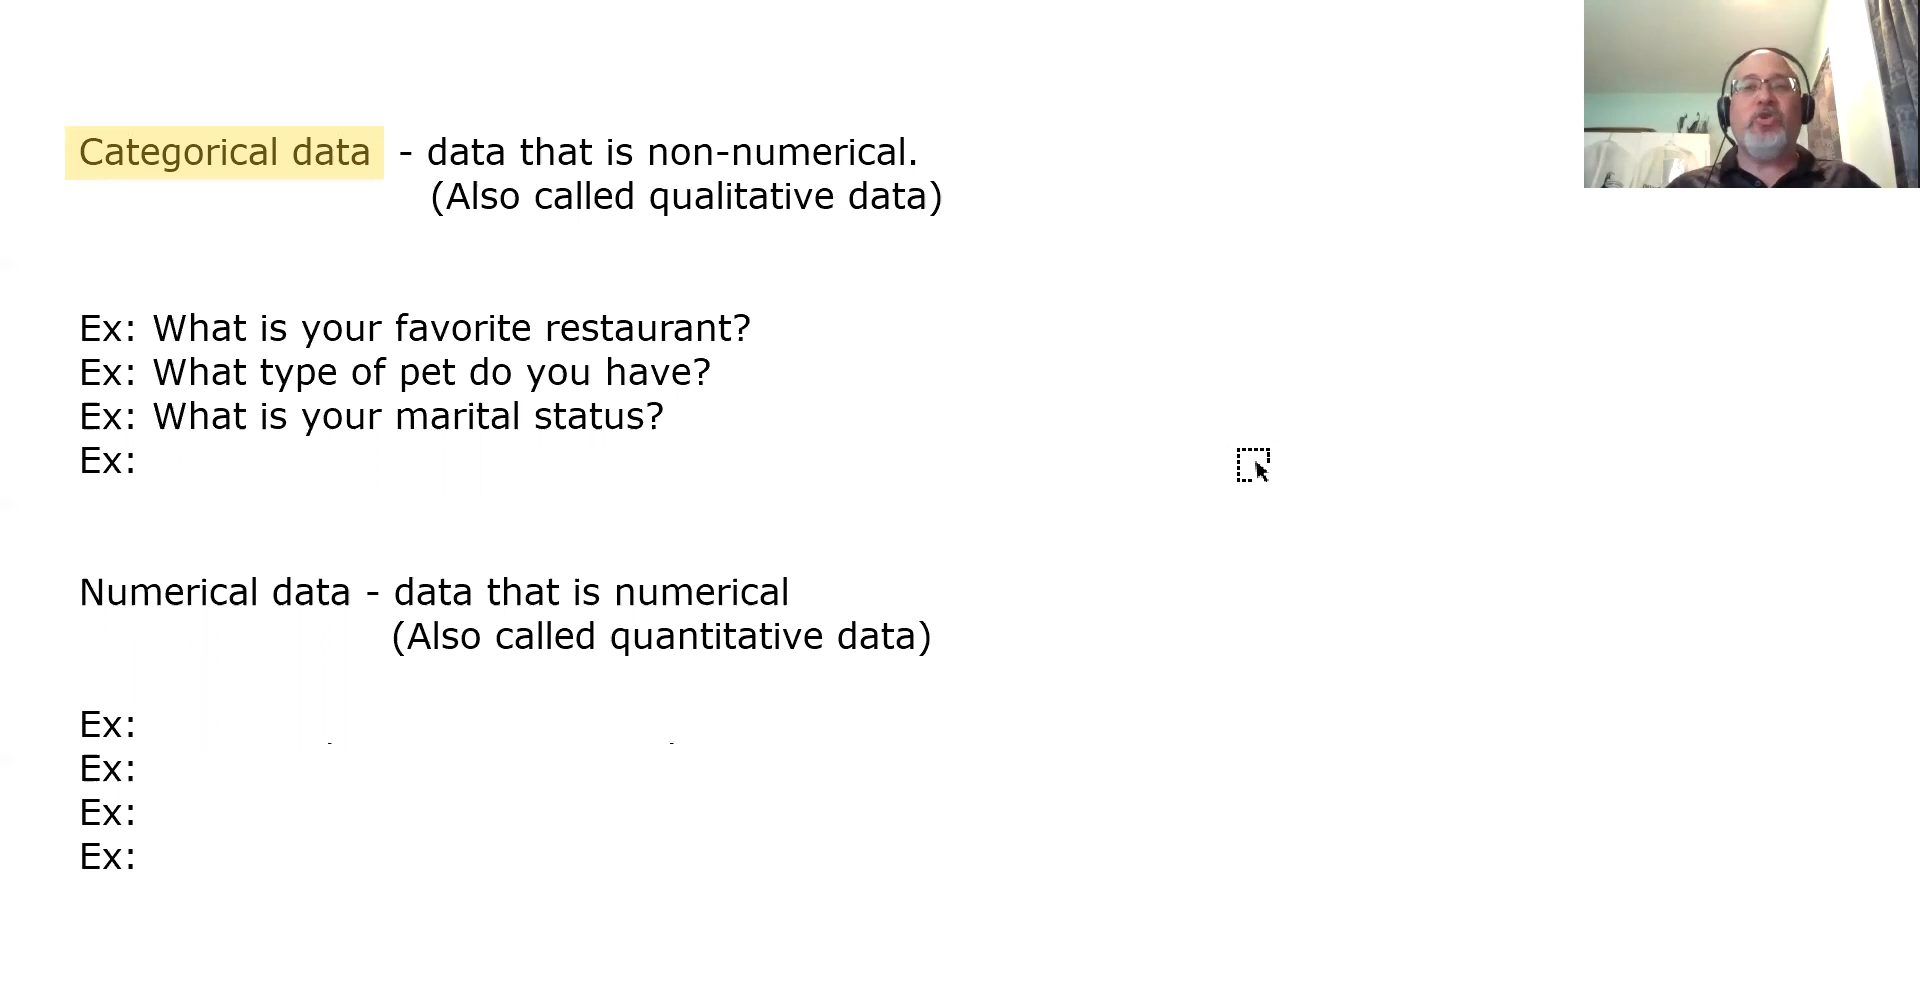 Categorical data - data that is non-numerical.
(Also called qualitative data)
Ex: What is your favorite restaurant?
Ex: What type of pet do you have?
Ex: What is your marital status?
Ex:
Numerical data - data that is numerical
(Also called quantitative data)
Ex:
Ex:
Ex:
Ex: